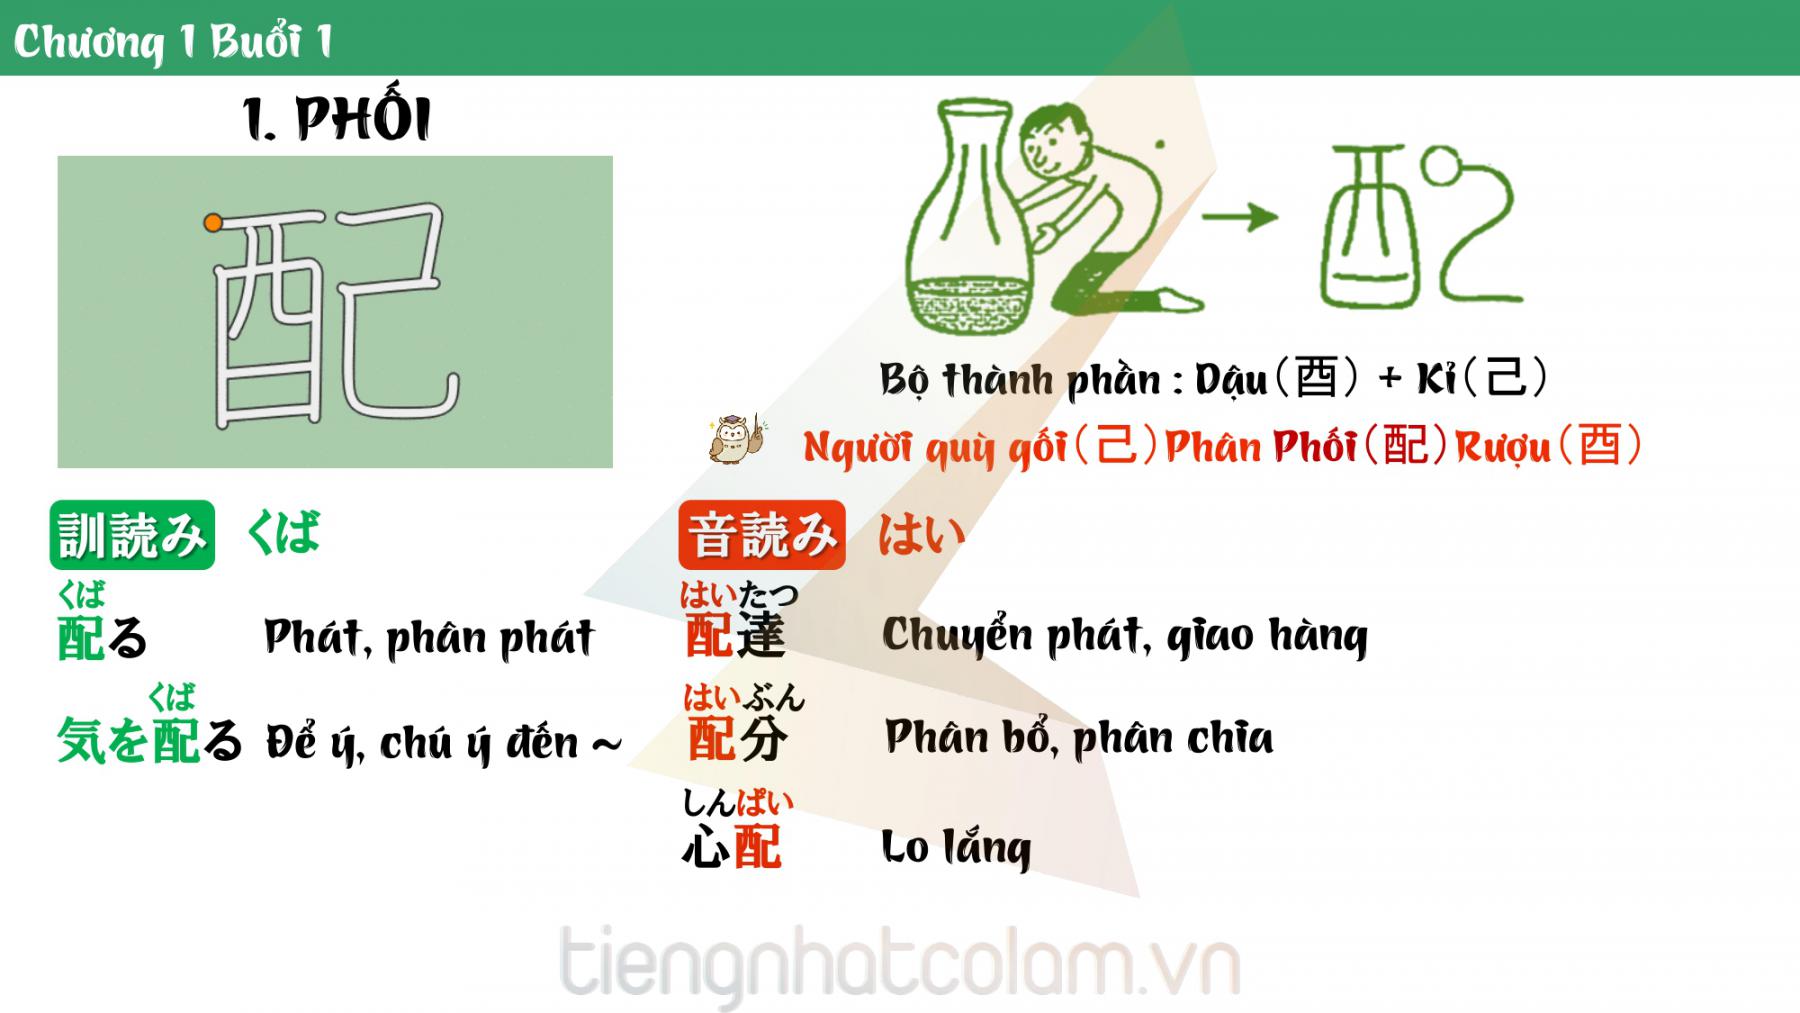 Chương 1 Buổi 1
1. PHỐI
配
Bộ thành phần : Dậu（酉） + Kỉ（己）
Người quỳ gối（己）Phân Phối（配）Rượu（酉）
訓読み くば
くば
配る Phát, phân phát
くば
気を配る Để ý, chú ý đến ~
音読み はい
はいたつ
配達 Chuyển phát, giao hàng
はいぶん
配分 Phân bổ, phân chia
しんぱい
心配 Lo lắng
tiengnhatcolam.vn